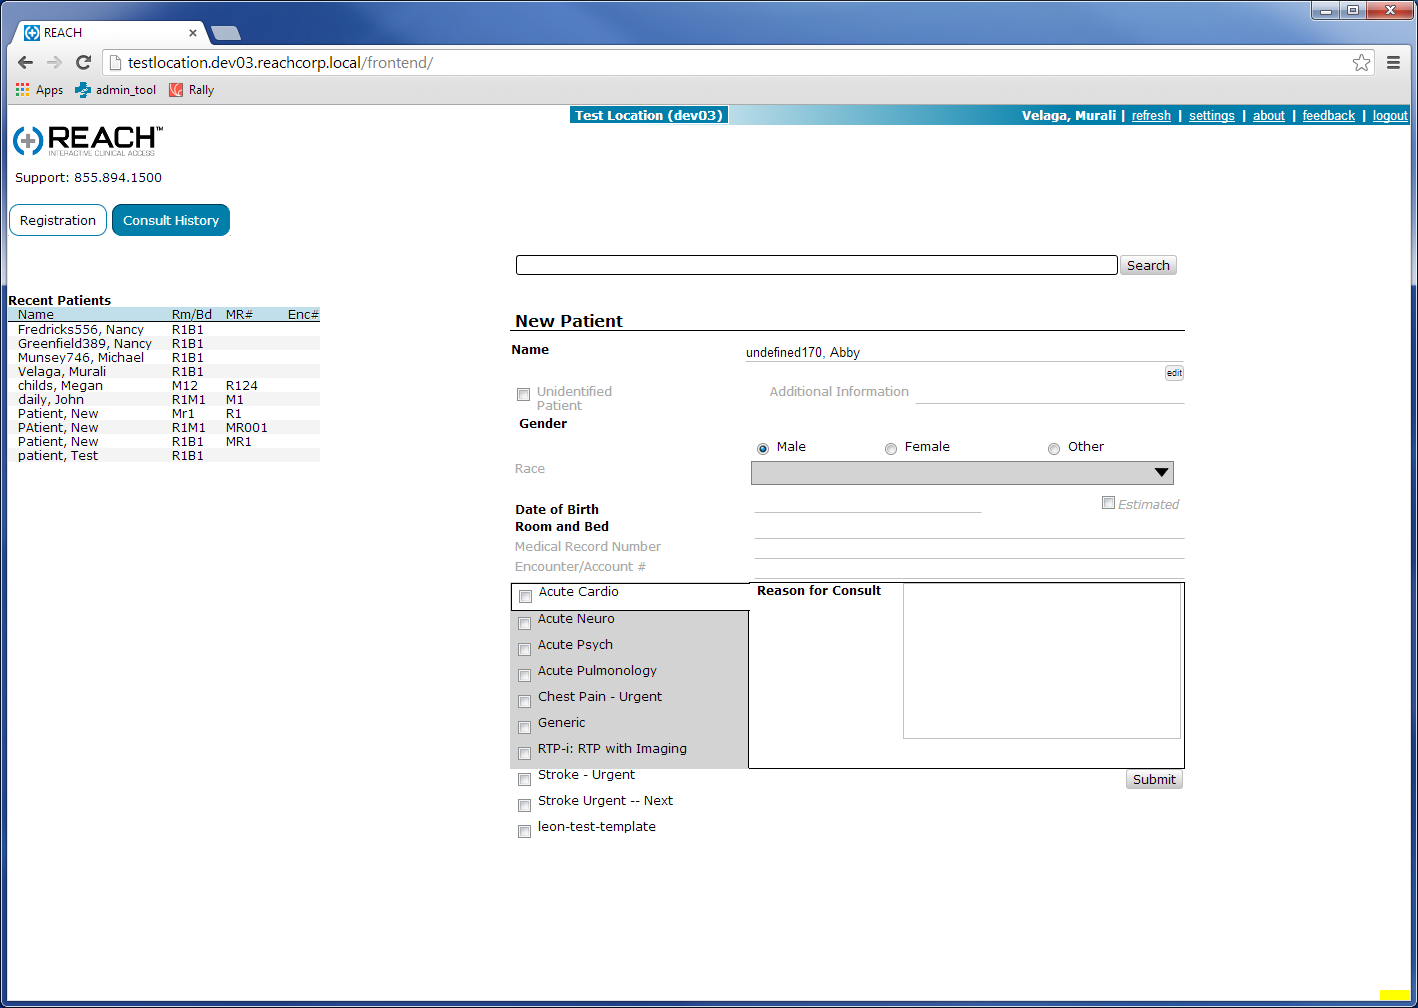 REACH
testlocation.dev03.reachcorp.local/frontend/
Apps admin_tool Rally
Test Location (dev03) Velaga, Murali | refresh | settings | about | feedback | logout
REACH™
INTERACTIVE CLINICAL ACCESS
Support: 855.894.1500
Registration Consult History
Search
Recent Patients
Name Rm/Bd MR# Enc#
Fredricks556, Nancy R1B1
Greenfield389, Nancy R1B1
Munsey746, Michael R1B1
Velaga, Murali R1B1
childs, Megan M12 R124
daily, John R1M1 M1
Patient, New Mr1 R1
PAtient, New R1M1 MR001
Patient, New R1B1 MR1
patient, Test R1B1
New Patient
Name undefined170, Abby
edit
Unidentified Patient Additional Information
Gender
Male Female Other
Race
Date of Birth Estimated
Room and Bed
Medical Record Number
Encounter/Account #
Acute Cardio
Acute Neuro
Acute Psych
Acute Pulmonology
Chest Pain - Urgent
Generic
RTP-i: RTP with Imaging
Stroke - Urgent
Stroke Urgent -- Next
leon-test-template
Reason for Consult
Submit